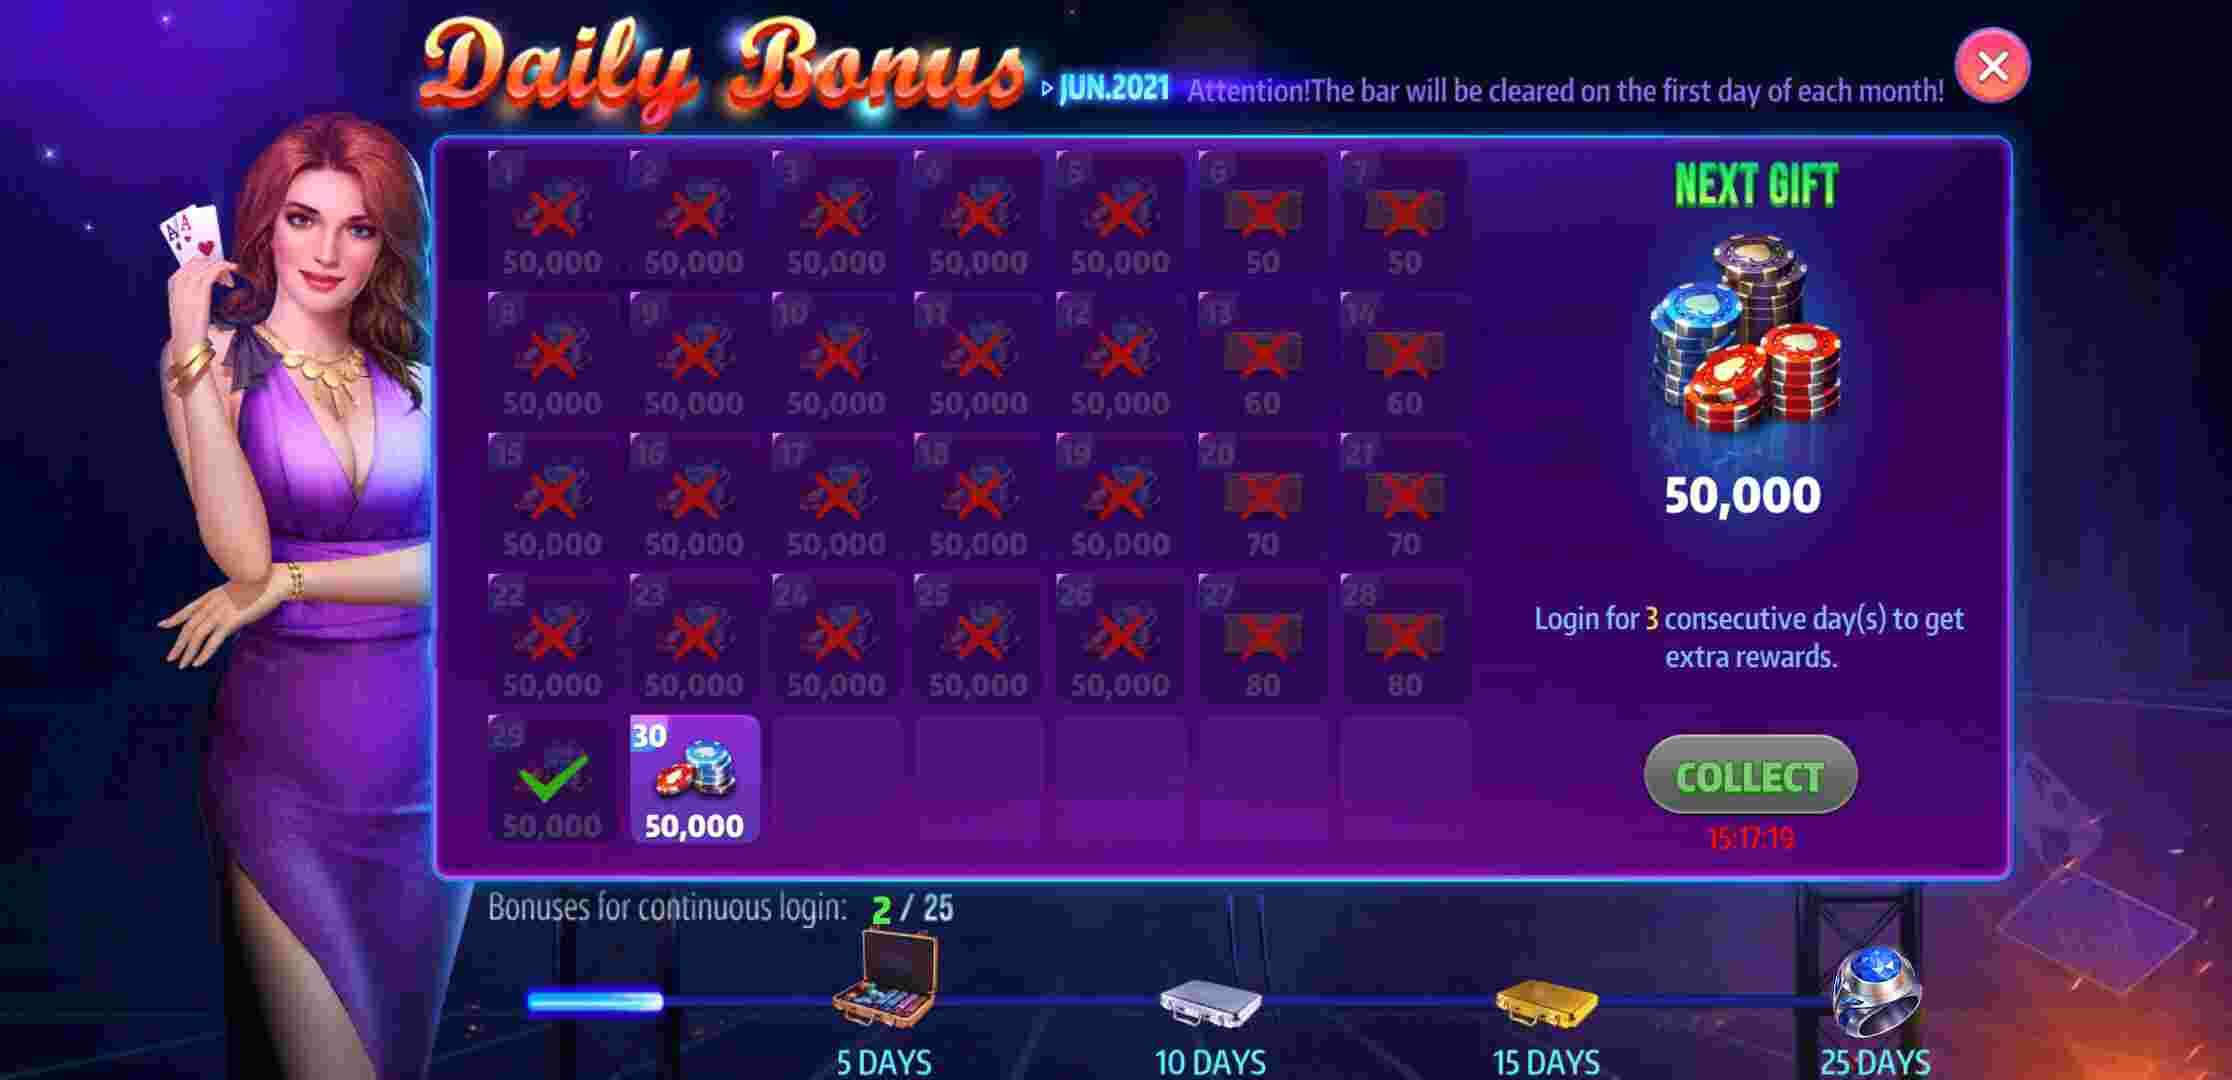 Daily Bonus
JUN.2021 Attention!The bar will be cleared on the first day of each month!
A A
1 2 3 4 5 6 7
50,000 50,000 50,000 50,000 50,000 50 50
8 9 10 11 12 13 14
50,000 50,000 50,000 50,000 50,000 60 60
15 16 17 18 19 20 21
50,000 50,000 50,000 50,000 50,000 70 70
22 23 24 25 26 27 28
50,000 50,000 50,000 50,000 50,000 80 80
29 30
50,000 50,000
NEXT GIFT
50,000
Login for 3 consecutive day(s) to get
extra rewards.
COLLECT
15:17:19
Bonuses for continuous login: 2 / 25
5 DAYS 10 DAYS 15 DAYS 25 DAYS